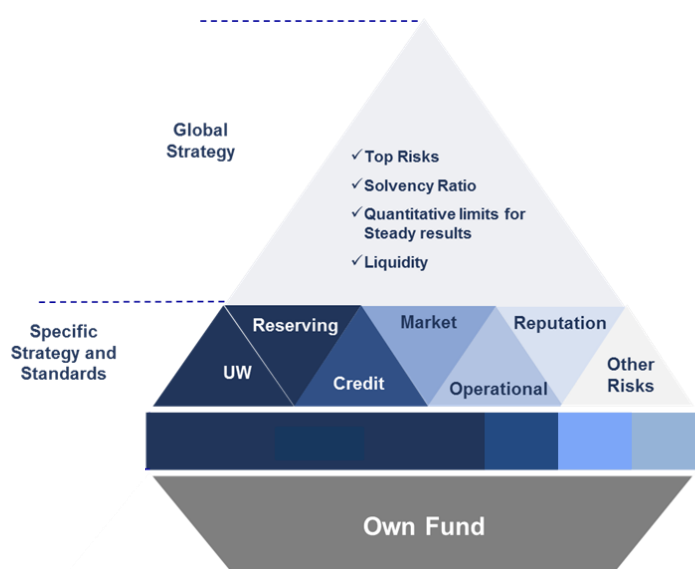 Global
Strategy
✓Top Risks
✓Solvency Ratio
✓Quantitative limits for
Steady results
✓Liquidity
Specific
Strategy and
Standards
Reserving
Market
Reputation
UW
Credit
Operational
Other
Risks
Own Fund